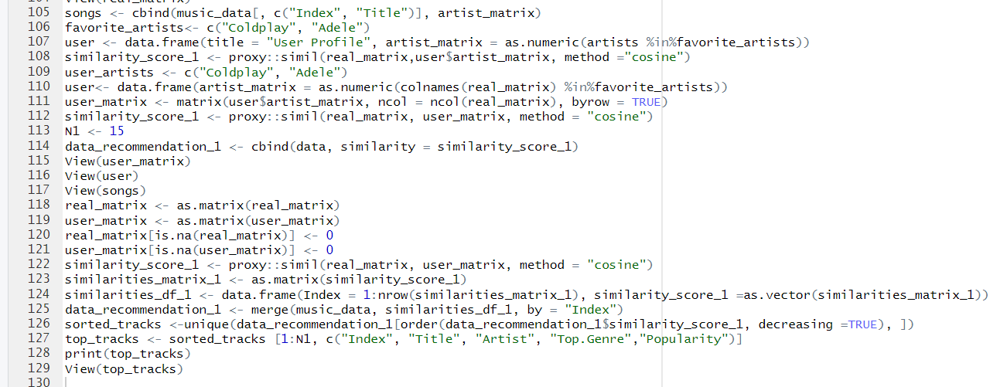 105 songs <- cbind(music_data[, c("Index", "Title")], artist_matrix)
106 favorite_artists<- c("Coldplay", "Adele")
107 user <- data.frame(title = "User Profile", artist_matrix = as.numeric(artists %in%favorite_artists))
108 similarity_score_1 <- proxy::simil(real_matrix,user$artist_matrix, method ="cosine")
109 user_artists <- c("Coldplay", "Adele")
110 user<- data.frame(artist_matrix = as.numeric(colnames(real_matrix) %in%favorite_artists))
111 user_matrix <- matrix(user$artist_matrix, ncol = ncol(real_matrix), byrow = TRUE)
112 similarity_score_1 <- proxy::simil(real_matrix, user_matrix, method = "cosine")
113 N1 <- 15
114 data_recommendation_1 <- cbind(data, similarity = similarity_score_1)
115 View(user_matrix)
116 View(user)
117 View(songs)
118 real_matrix <- as.matrix(real_matrix)
119 user_matrix <- as.matrix(user_matrix)
120 real_matrix[is.na(real_matrix)] <- 0
121 user_matrix[is.na(user_matrix)] <- 0
122 similarity_score_1 <- proxy::simil(real_matrix, user_matrix, method = "cosine")
123 similarities_matrix_1 <- as.matrix(similarity_score_1)
124 similarities_df_1 <- data.frame(Index = 1:nrow(similarities_matrix_1), similarity_score_1 =as.vector(similarities_matrix_1))
125 data_recommendation_1 <- merge(music_data, similarities_df_1, by = "Index")
126 sorted_tracks <-unique(data_recommendation_1[order(data_recommendation_1$similarity_score_1, decreasing =TRUE), ])
127 top_tracks <- sorted_tracks [1:N1, c("Index", "Title", "Artist", "Top.Genre","Popularity")]
128 print(top_tracks)
129 View(top_tracks)
130